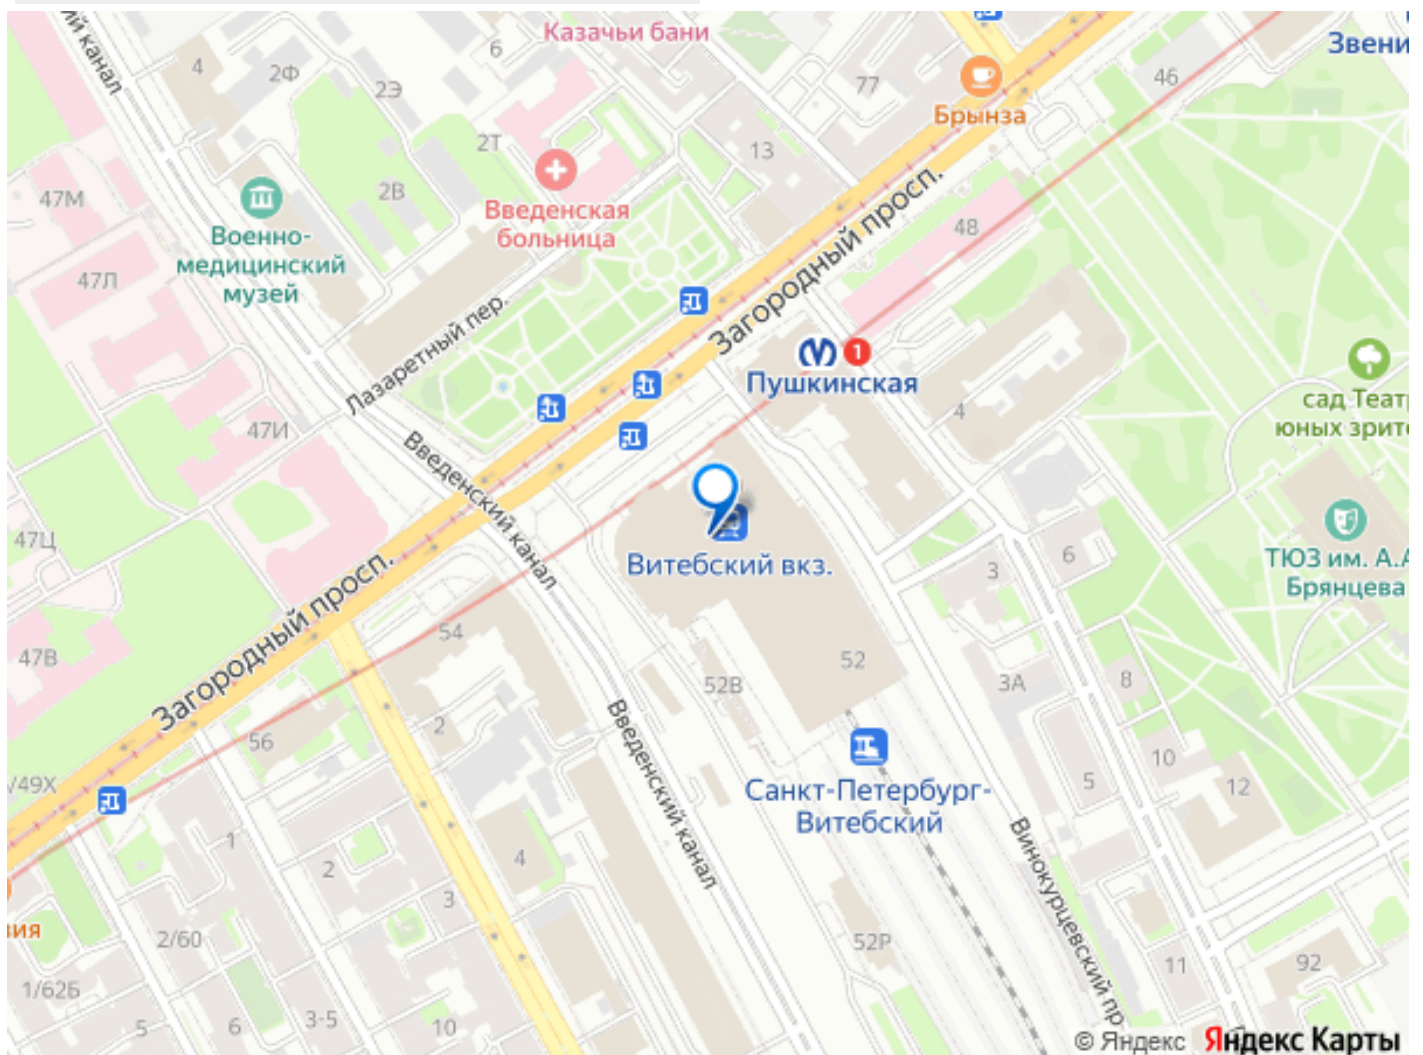 Казачьи бани
Звени
6
4
2Ф
2Э
77
46
Брынза
2Т
13
47М
2В
Введенская
больница
Военно-
медицинский
музей
48
47Л
Загородный просп.
Лазаретный пер.
1
Пушкинская
4
сад Теат
юных зрит
47И
Введенский канал
47Ц
6
3
ТЮЗ им. А.А
Брянцева
Витебский вкз.
Загородный просп.
54
47В
52
52В
3А
8
2
56
Введенский канал
10
5
12
/49Х
Санкт-Петербург-
Витебский
1
2
4
3
Винокурцевский пр
ия
2/60
52Р
11
92
1/62Б
5
6
3-5
10
© Яндекс Яндекс Карты